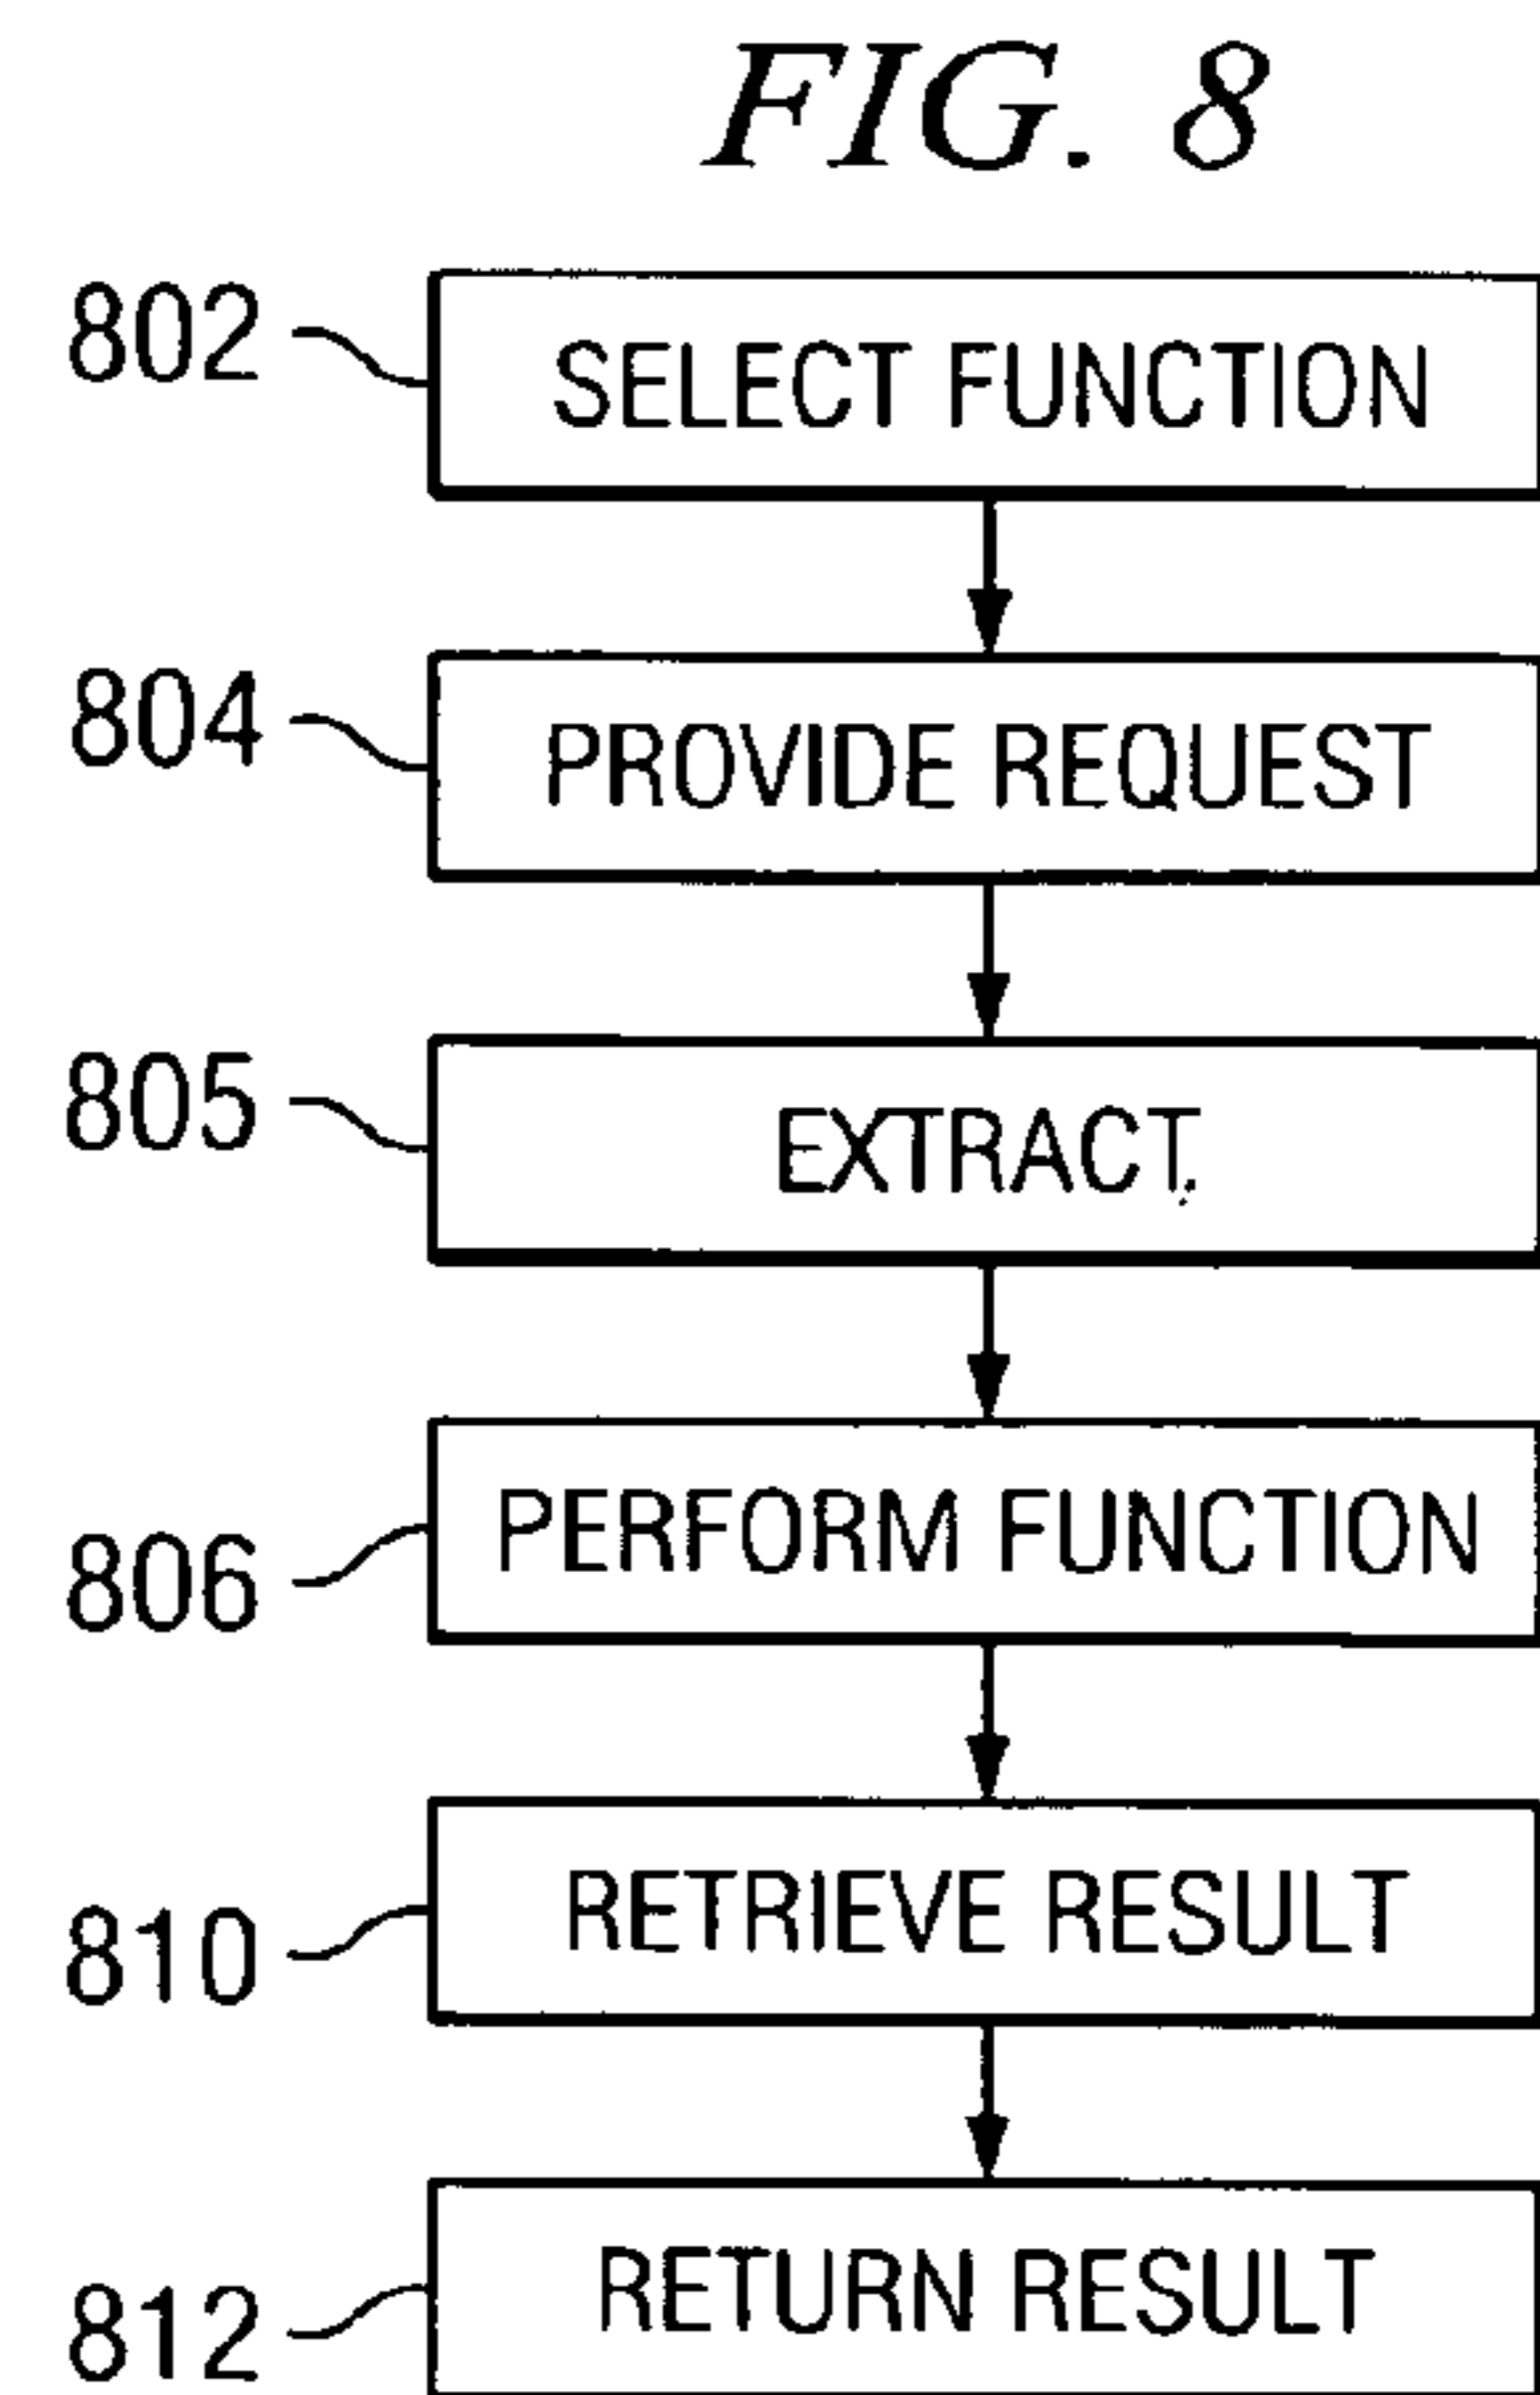 FIG. 8
802 SELECT FUNCTION
804 PROVIDE REQUEST
805 EXTRACT
806 PERFORM FUNCTION
810 RETRIEVE RESULT
812 RETURN RESULT